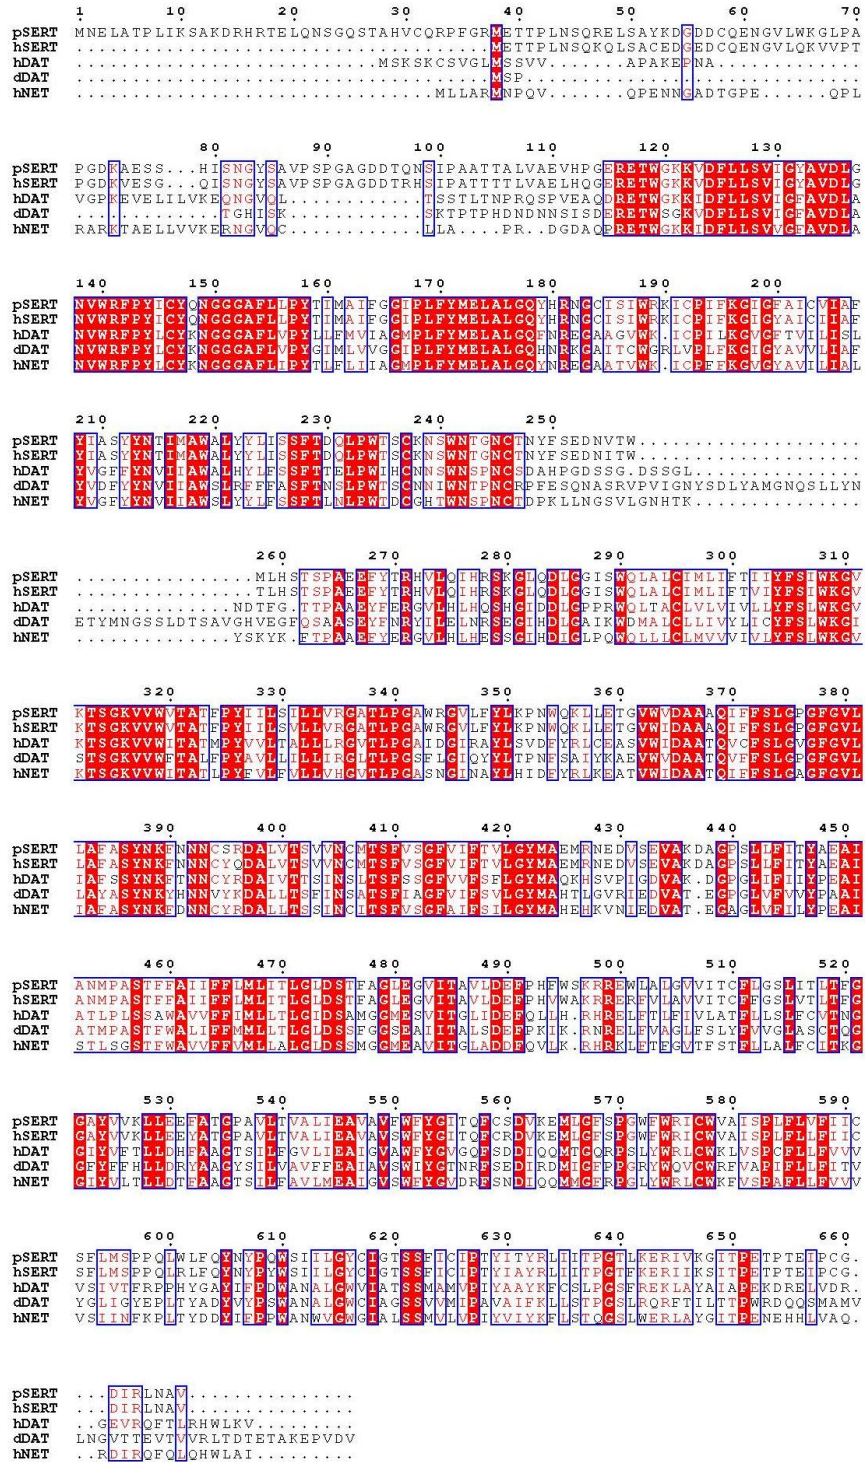 1 10 20 30 40 50 60 70
pSERT MNELATPLIKSAKDRHRTELQNSGQSTAHVCQRPFGRMETTPLNSQRELSAYKDGDDCQENGVLWKGLPA
hSERT .....................................METTPLNSQKQLSACEDGEDCQENGVLQKVVPT
hDAT ...........................MSKSKCSVGLMSSVV.....APAKEPNA...............
dDAT .....................................MSP..............................
hNET ................................MLLARMNPQV.......QPENNGADTGPE......QPL
80 90 100 110 120 130
pSERT PGDKAESS...HISNGYSAVPSPGAGDDTQNSIPAATTALVAEVHPGERETWGKKVDFLLSVIGYAVDLG
hSERT PGDKVESG...QISNGYSAVPSPGAGDDTRHSIPATTTTLVAELHQGERETWGKKVDFLLSVIGYAVDLG
hDAT VGPKEVELILVKEQNGVQL.............TSSTLTNPRQSPVEAQDRETWGKKIDFLLSVIGFAVDLA
dDAT .............TGHISK.............SKTPTPHDNDNNSISDERETWSGKVDFLLSVIGFAVDLA
hNET RARKTAELLVVKERNGVQC.............LLA...PR..DGDAQPRETWGKKIDFLLSVVGFAVDLA
140 150 160 170 180 190 200
pSERT NVWRFPYICYQNGGGAFLLPYTIMAIFGGIPLFYMELALGQYHRNGCISIWRKICPIFKGIGFAICVIAF
hSERT NVWRFPYICYQNGGGAFLLPYTIMAIFGGIPLFYMELALGQYHRNGCISIWRKICPIFKGIGYAICIIAF
hDAT NVWRFPYLCYKNGGGAFLVPYLLFMVIAGMPLFYMELALGQFNREGAAGVWK.ICPILKGVGFTVILISL
dDAT NVWRFPYLCYKNGGGAFLVPYGIMLVVGGIPLFYMELALGQHNRKGAITCWGRLVPLFKGIGYAVVLIAF
hNET NVWRFPYLCYKNGGGAFLIPYTLFLIIAGMPLFYMELALGQYNREGAATVWK.ICPFFKGVGYAVILIAL
210 220 230 240 250
pSERT YIASYYNTIMAWALYYLISSFTDQLPWTSCKNSWNTGNCTNYFSEDNVTW....................
hSERT YIASYYNTIMAWALYYLISSFTDQLPWTSCKNSWNTGNCTNYFSEDNITW....................
hDAT YVGFFYNVIIAWALHYLFSSFTTELPWIHCNNSWNSPNCSDAHPGDSSG.DSSGL...............
dDAT YVDFYYNVIIAWSLRFFFASFTNSLPWTSCNNIWNTPNCRPFESQNASRVPVIGNYSDLYAMGNQSLLYN
hNET YVGFYYNVIIAWSLYYLFSSFTLNLPWTDCGHTWNSPNCTDPKLLNGSVLGNHTK...............
260 270 280 290 300 310
pSERT ................MLHSTSPAEEFYTRHVLQIHRSKGLQDLGGISWQLALCIMLIFTIIYFSIWKGV
hSERT ................TLHSTSPAEEFYTRHVLQIHRSKGLQDLGGISWQLALCIMLIFTVIYFSIWKGV
hDAT ..............NDTFG.TTPAAEYFERGVLHLHQSHGIDDLGPPRWQLTACLVLVIVLLYFSLWKGV
dDAT ETYMNGSSLDTSAVGHVEGFQSAASEYFNRYILELNRSEGIHDLGAIKWDMALCLLIVYLICYFSLWKGI
hNET ..............YSKYK.FTPAAEFYERGVLHLHESSGIHDIGLPQWQLLLCLMVVVIVLYFSLWKGV
320 330 340 350 360 370 380
pSERT KTSGKVVWVTATFPYIILSILLVRGATLPGAWRGVLFYLKPNWQKLLETGVWVDAAAQIFFSLGPGFGVL
hSERT KTSGKVVWVTATFPYIILSVLLVRGATLPGAWRGVLFYLKPNWQKLLETGVWIDAAAQIFFSLGPGFGVL
hDAT KTSGKVVWITATMPYVVLTALLLRGVTLPGAIDGIRAYLSVDFYRLCEASVWIDAATQVCFSLGVGFGVL
dDAT STSGKVVWFTALFPYAVLLILLIRGLTLPGSFLGIQYYLTPNFSAIYKAEVWVDAATQVFFSLGPGFGVL
hNET KTSGKVVWITATLPYFVLFVLLVHGVTLPGASNGINAYLHIDFYRLKEATVWIDAATQIFFSLGAGFGVL
390 400 410 420 430 440 450
pSERT LAFASYNKFNNNCSRDALVTSVVNCMTSFVSGFVIFTVLGYMAEMRNEDVSEVAKDAGPSLLFITYAEAI
hSERT LAFASYNKFNNNCYQDALVTSVVNCMTSFVSGFVIFTVLGYMAEMRNEDVSEVAKDAGPSLLFITYAEAI
hDAT IAFSSYNKFTNNCYRDAIVTTSINSLTSFSSGFVVFSFLGYMAQKHSVPIGDVAK.DGPGLIFIIYPEAI
dDAT LAYASYNKYHNNVYKDALLTSFINSATSFIAGFVIFSVLGYMAHTLGVRIEDVAT.EGPGLVFVVYPAAI
hNET IAFASYNKFDNNCYRDALLTSSINCITSFVSGFAIFSILGYMAHEHKVNIEDVAT.EGAGLVFILYPEAI
460 470 480 490 500 510 520
pSERT ANMPASTFFAIIFFLMLITLGLDSTFAGLEGVITAVLDEFPHFWSKRREWLALGVVITCFLGSLITLTFG
hSERT ANMPASTFFAIIFFLMLITLGLDSTFAGLEGVITAVLDEFPHVWAKRRERFVLAVVITCFFGSLVTLTFG
hDAT ATLPLSSAWAVVFFIMLLTLGIDSAMGGMESVITGLIDEFQLLH.RHRELFTLFIVLATFLLSLFCVTNG
dDAT ATMPASTFWALIFFMMLLTLGLDSSFGGSEAIITALSDEFPKIK.RNRELFVAGLFSLYFVVGLASCTQG
hNET STLSGSTFWAVVFFVMLLALGLDSSMGGMEAVITGLADDFQVLK.RHRKLFTFGVTFSTFLLALFCITKG
530 540 550 560 570 580 590
pSERT GAYVVKLLEEFATGPAVLTVALIEAVAVFWFYGITQFCSDVKEMLGFSPGWFWRICWVAISPLFLVFIIC
hSERT GAYVVKLLEEYATGPAVLTVALIEAVAVSWFYGITQFCRDVKEMLGFSPGWFWRICWVAISPLFLLFIIC
hDAT GIYVFTLLDHFAAGTSILFGVLIEAIGVAWFYGVGQFSDDIQQMTGQRPSLYWRLCWKLVSPCFLLFVVV
dDAT GFYFFHLLDRYAAGYSILVAVFFEAIAVSWIYGTNRFSEDIRDMIGFPPGRYWQVCWRFVAPIFLLFITV
hNET GIYVLTLLDTFAAGTSILFAVLMEAIGVSWFYGVDRFSNDIQQMMGFRPGLYWRLCWKFVSPAFLLFVVV
600 610 620 630 640 650 660
pSERT SFLMSPPQLWLFQYNYPQWSIILGYCIGTSSFICIPTYITYRLIITPGTLKERIVKGITPETPTEIPCG.
hSERT SFLMSPPQLRLFQYNYPYWSIILGYCIGTSSFICIPTYIAYRLIITPGTFKERIIKSITPETPTEIPCG.
hDAT VSIVTFRPPHYGAYIFPDWANALGWVIATSSMAMVPIYAAYKFCSLPGSFREKLAYAIAPEKDRELVDR.
dDAT YGLIGYEPLTYADYVYPSWANALGWCIAGSSVVMIPAVAIFKLLSTPGSLRQRFTILTTPWRDQQSMAMV
hNET VSIINFKPLTYDDYIFPPWANWVGWGIALSSMVLVPIYVIYKFLSTQGSLWERLAYGITPENEHHLVAQ.
pSERT ...DIRLNAV...............
hSERT ...DIRLNAV...............
hDAT ..GEVRQFTLRHWLKV.........
dDAT LNGVTTEVTVVRLTDTETAKEPVDV
hNET ..RDIRQFQLQHWLAI.........